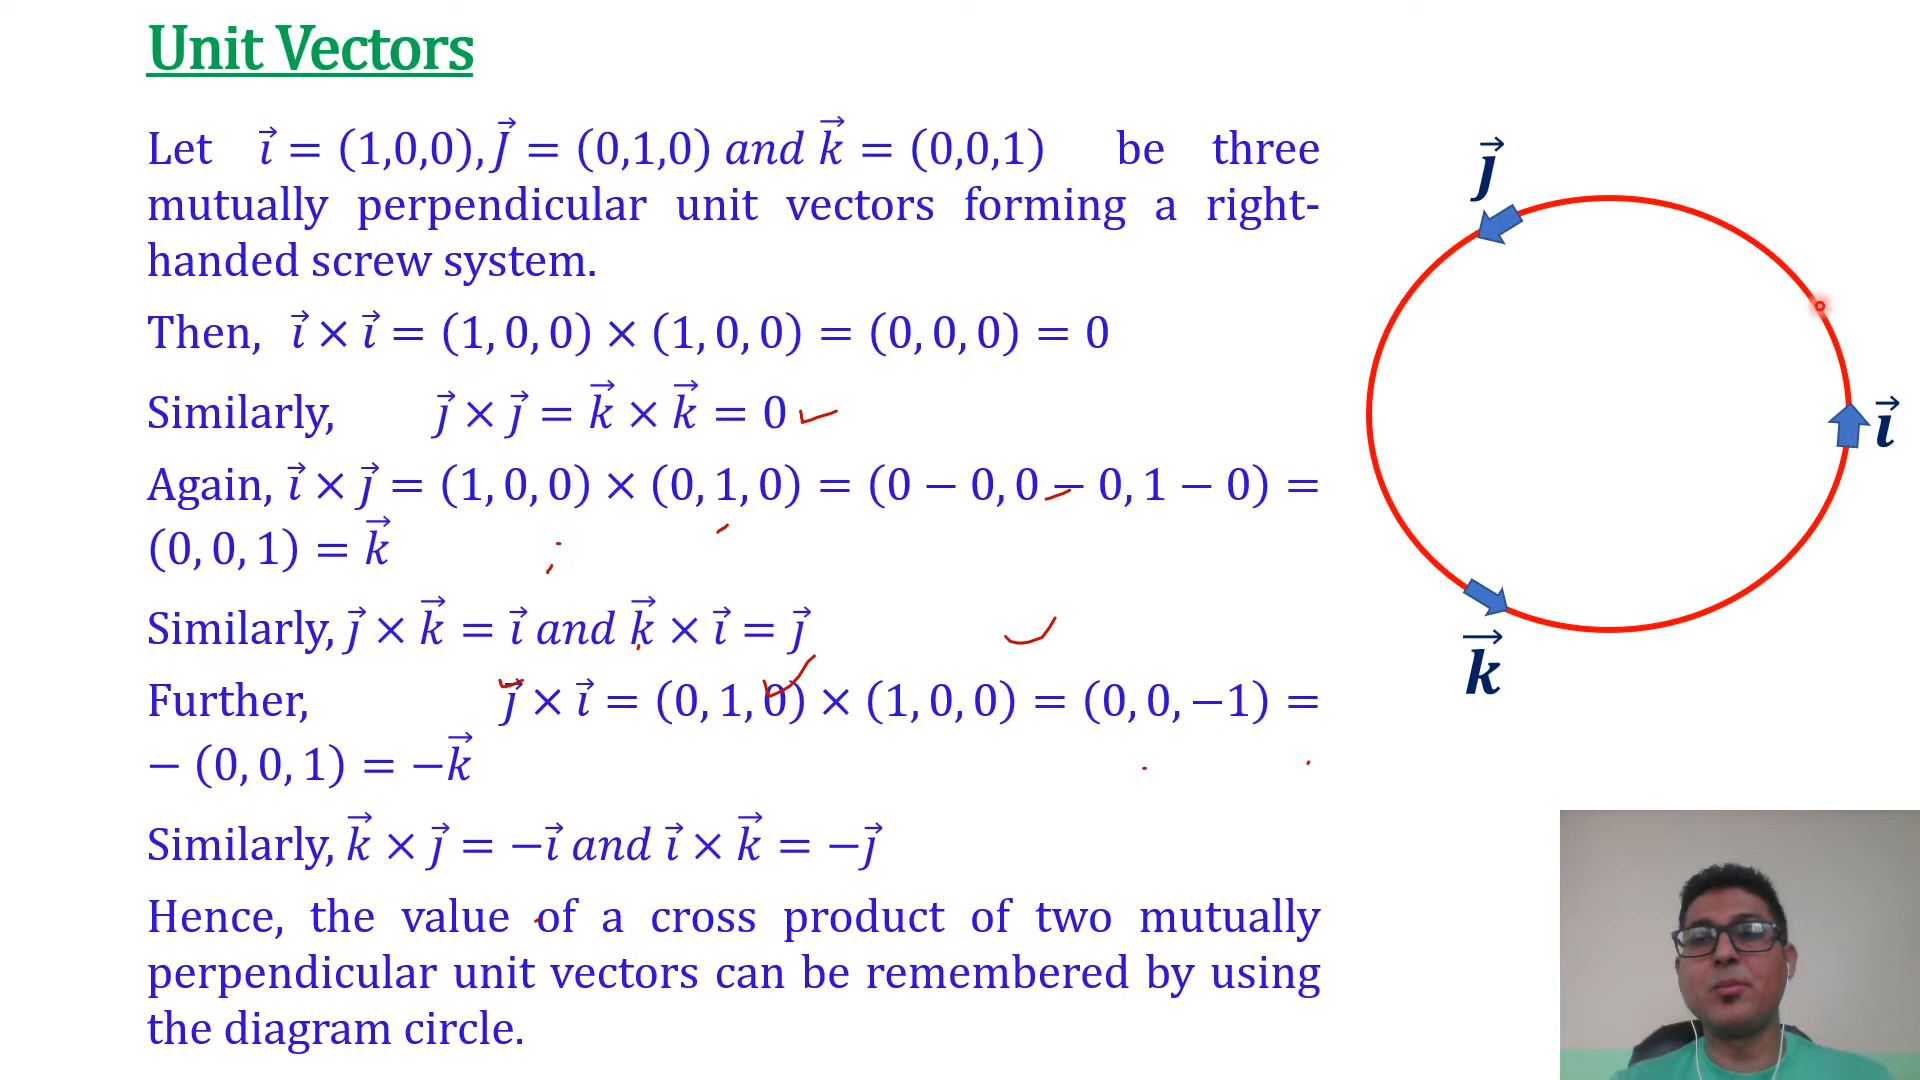 Unit Vectors
Let i⃗ = (1,0,0), j⃗ = (0,1,0) and k⃗ = (0,0,1) be three
mutually perpendicular unit vectors forming a right-
handed screw system.
Then, i⃗ × i⃗ = (1, 0, 0) × (1, 0, 0) = (0, 0, 0) = 0
Similarly, j⃗ × j⃗ = k⃗ × k⃗ = 0
Again, i⃗ × j⃗ = (1, 0, 0) × (0, 1, 0) = (0 − 0, 0 − 0, 1 − 0) =
(0, 0, 1) = k⃗
Similarly, j⃗ × k⃗ = i⃗ and k⃗ × i⃗ = j⃗
Further, j⃗ × i⃗ = (0, 1, 0) × (1, 0, 0) = (0, 0, −1) =
− (0, 0, 1) = −k⃗
Similarly, k⃗ × j⃗ = −i⃗ and i⃗ × k⃗ = −j⃗
Hence, the value of a cross product of two mutually
perpendicular unit vectors can be remembered by using
the diagram circle.
j⃗
i⃗
k⃗